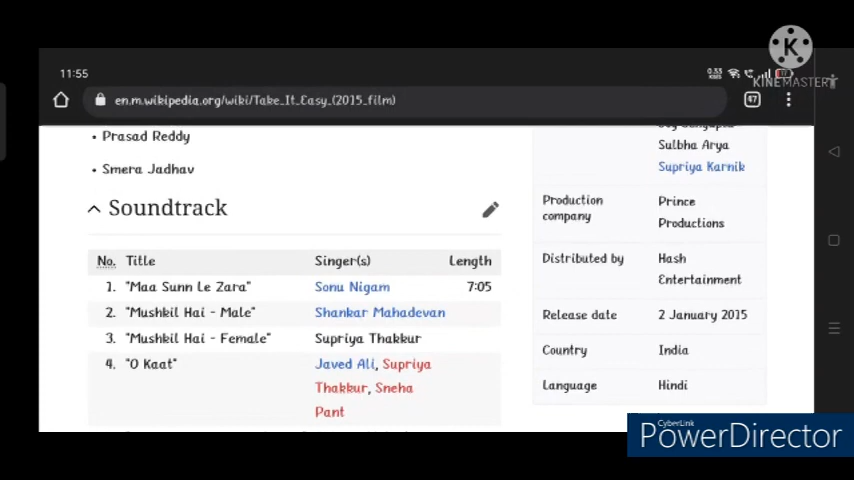 11:55
0.33
KINEMASTER
en.m.wikipedia.org/wiki/Take_It_Easy_(2015_film)
47
• Prasad Reddy
• Smera Jadhav
Sulbha Arya
Supriya Karnik
Soundtrack
Production company
Prince Productions
Distributed by
Hash Entertainment
Release date
2 January 2015
Country
India
Language
Hindi
No. Title Singer(s) Length
1. "Maa Sunn Le Zara" Sonu Nigam 7:05
2. "Mushkil Hai - Male" Shankar Mahadevan
3. "Mushkil Hai - Female" Supriya Thakkur
4. "O Kaat" Javed Ali, Supriya
Thakkur, Sneha
Pant
CyberLink
PowerDirector